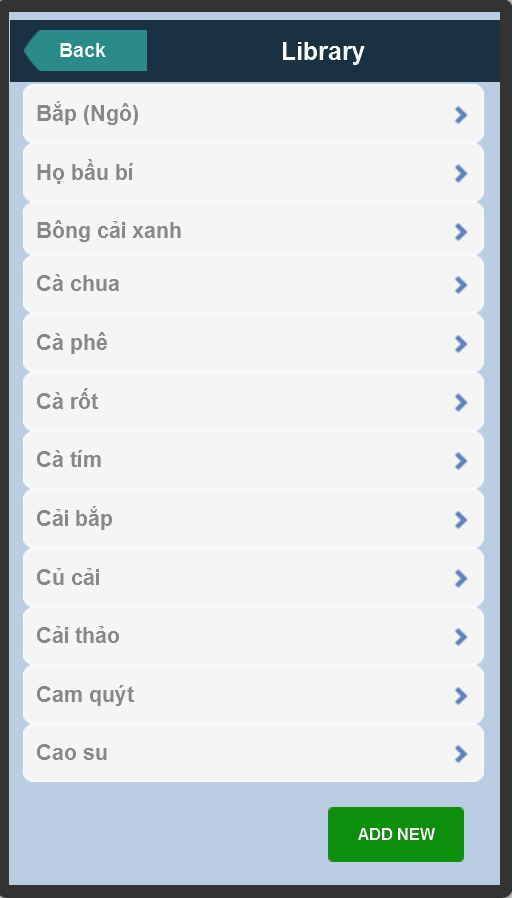 Back
Library
Bắp (Ngô)
Họ bầu bí
Bông cải xanh
Cà chua
Cà phê
Cà rốt
Cà tím
Cải bắp
Củ cải
Cải thảo
Cam quýt
Cao su
ADD NEW